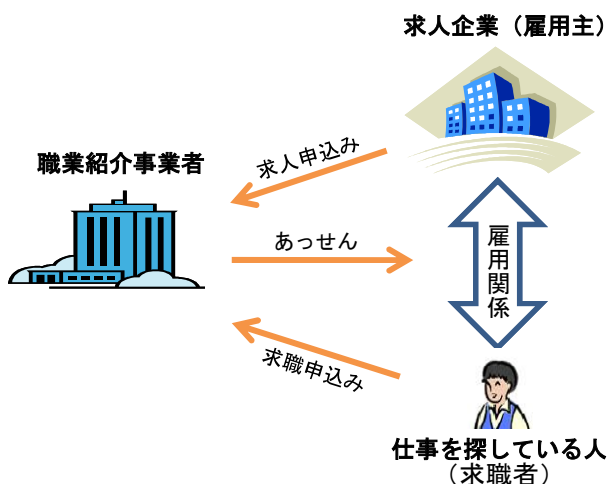 求人企業（雇用主）
職業紹介事業者
求人申込み
あっせん
雇用関係
求職申込み
仕事を探している人
（求職者）